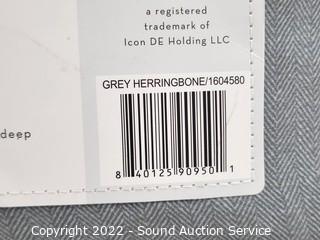 a registered
trademark of
Icon DE Holding LLC
GREY HERRINGBONE/1604580
deep
8 40125 90950 1
Copyright 2022 - Sound Auction Service